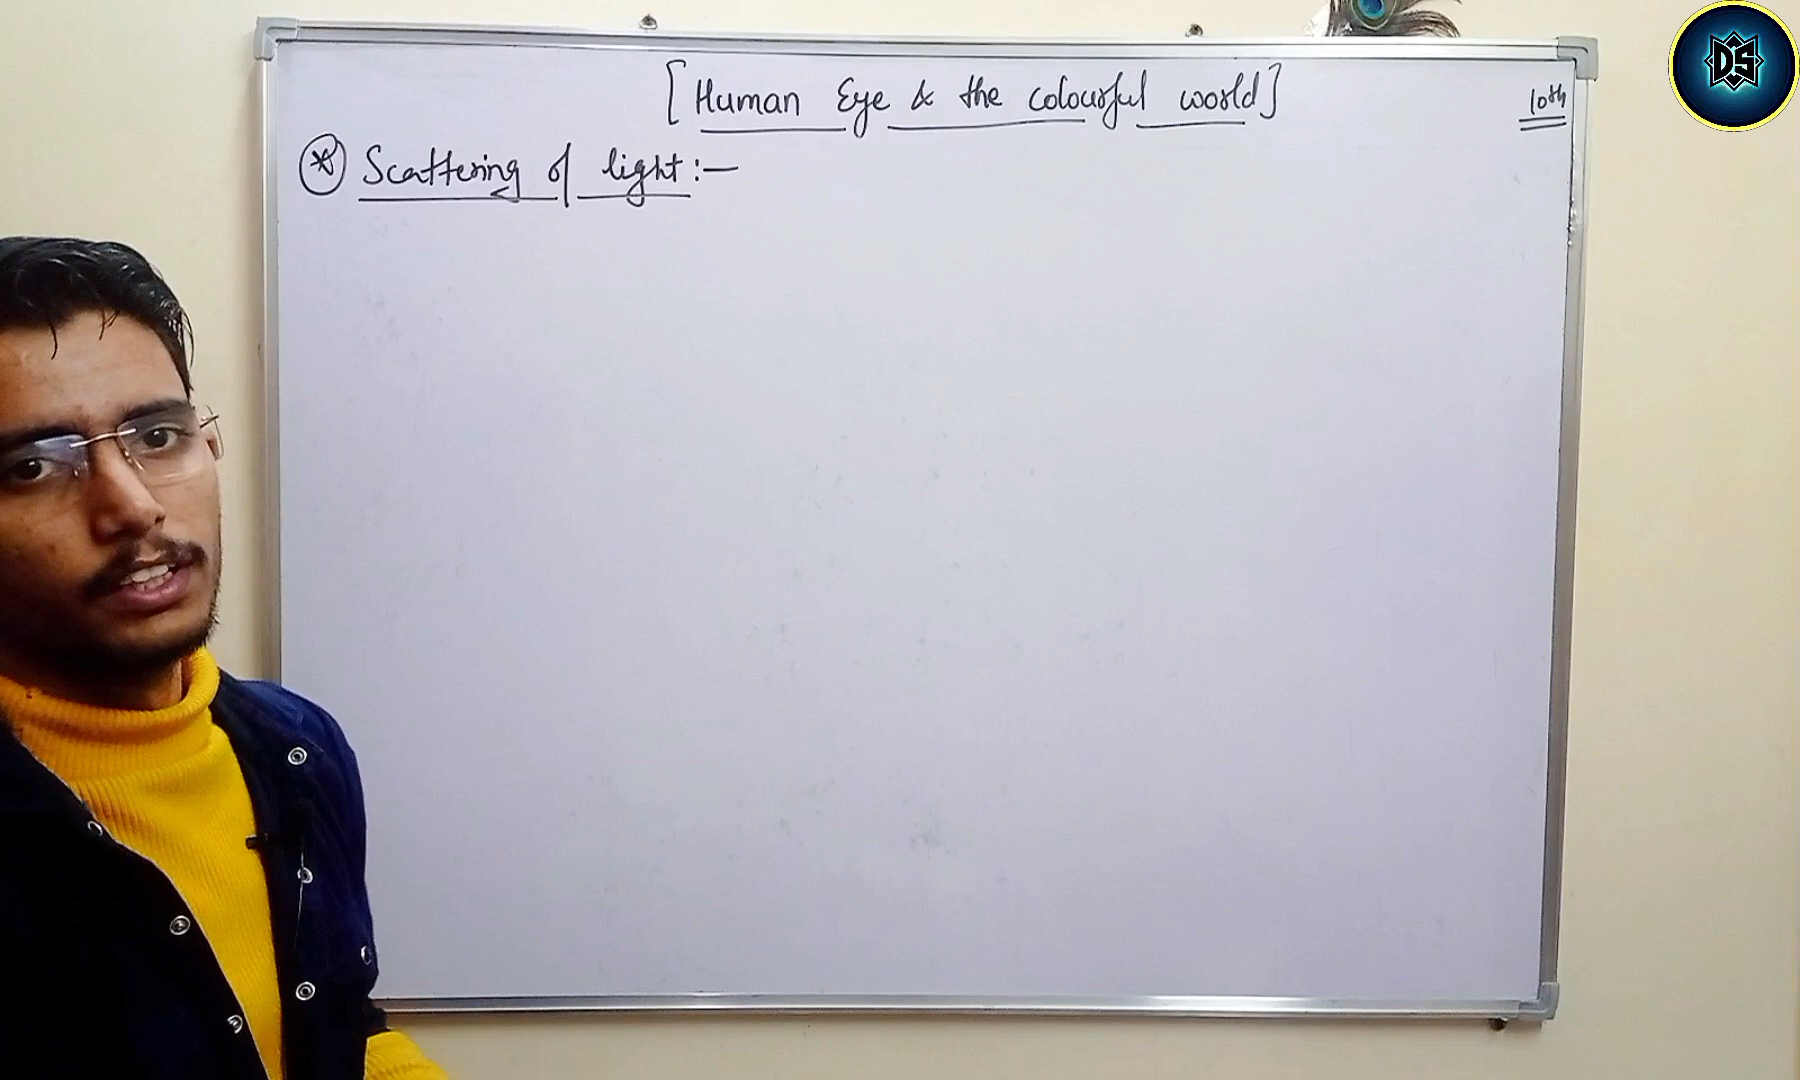 [Human Eye & the colourful world]
10th
* Scattering of light:-
DS